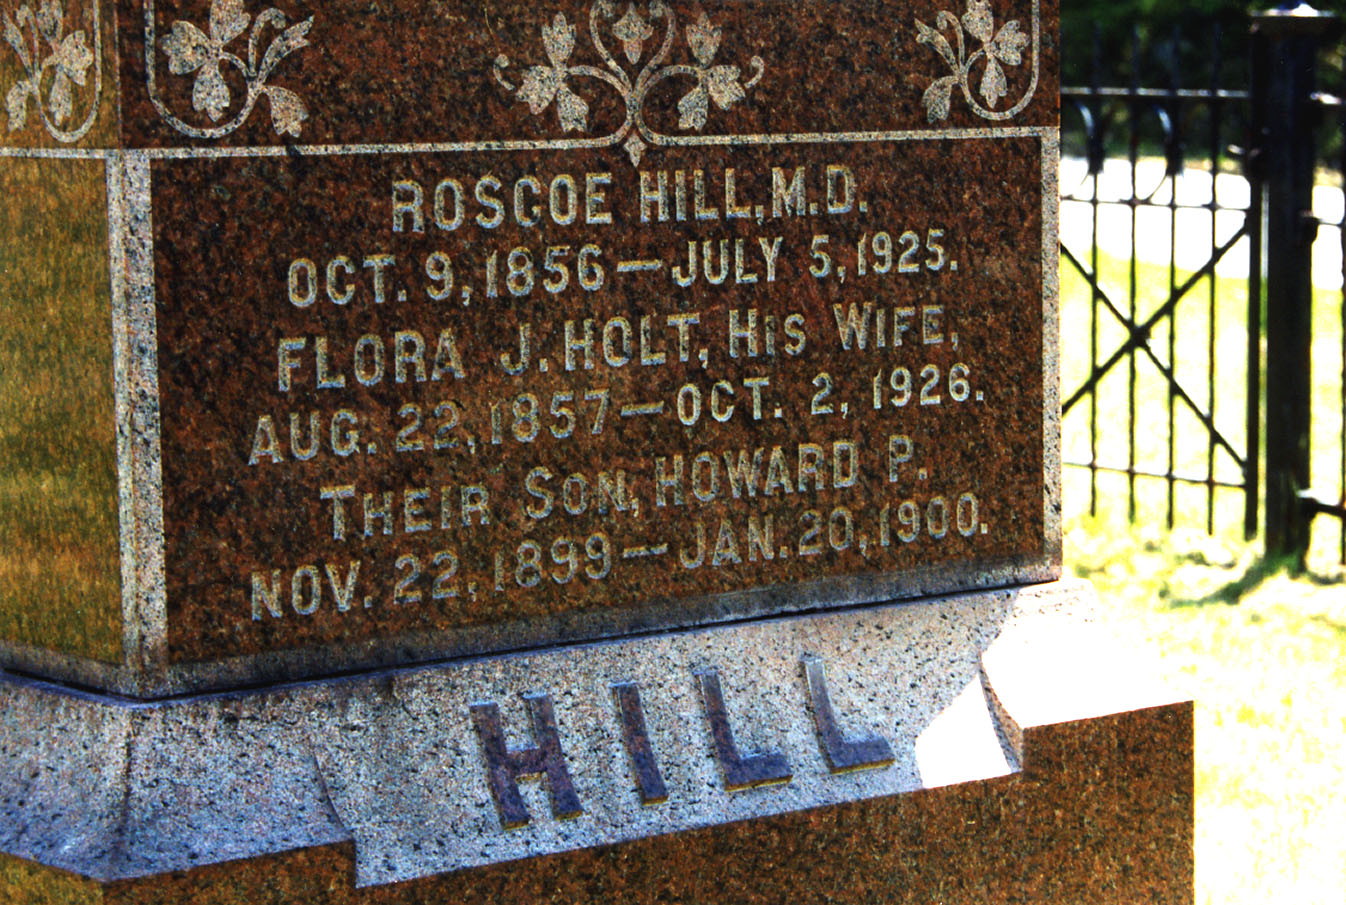 ROSCOE HILL, M.D.
OCT. 9, 1856 — JULY 5, 1925.
FLORA J. HOLT, HIS WIFE,
AUG. 22, 1857 — OCT. 2, 1926.
THEIR SON, HOWARD P.
NOV. 22, 1899 — JAN. 20, 1900.
HILL